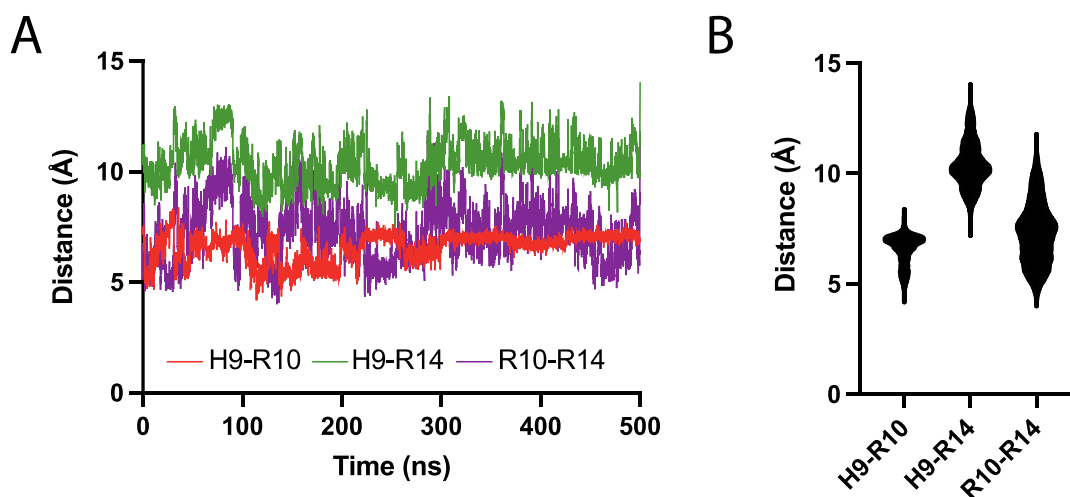 A
15
10
5
0
Distance (Å)
H9-R10 H9-R14 R10-R14
0 100 200 300 400 500
Time (ns)
B
15
10
5
0
Distance (Å)
H9-R10
H9-R14
R10-R14